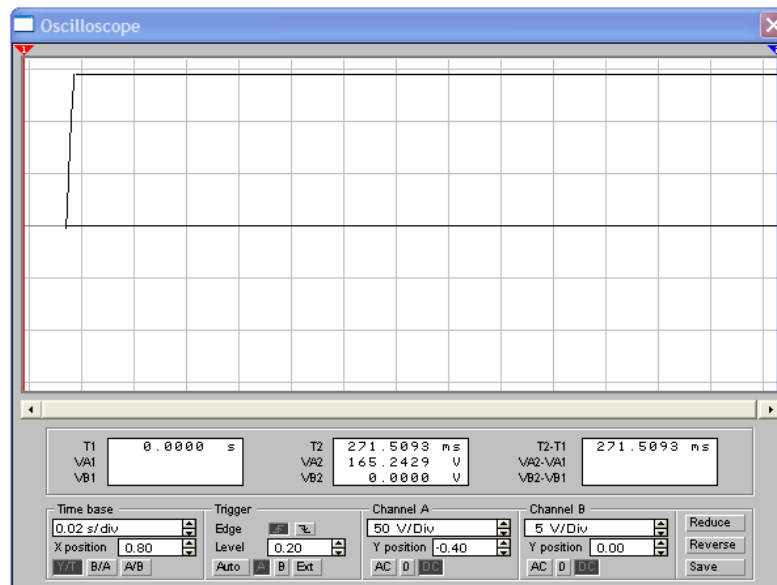 Oscilloscope
1
T1 0.0000 s T2 271.5093 ms T2-T1 271.5093 ms
VA1 VA2 165.2429 V VA2-VA1
VB1 VB2 0.0000 V VB2-VB1
Time base Trigger Channel A Channel B
0.02 s/div Edge 50 V/Div 5 V/Div Reduce
X position 0.80 Level 0.20 Y position -0.40 Y position 0.00 Reverse
Y/T B/A A/B Auto A B Ext AC 0 DC AC 0 DC Save